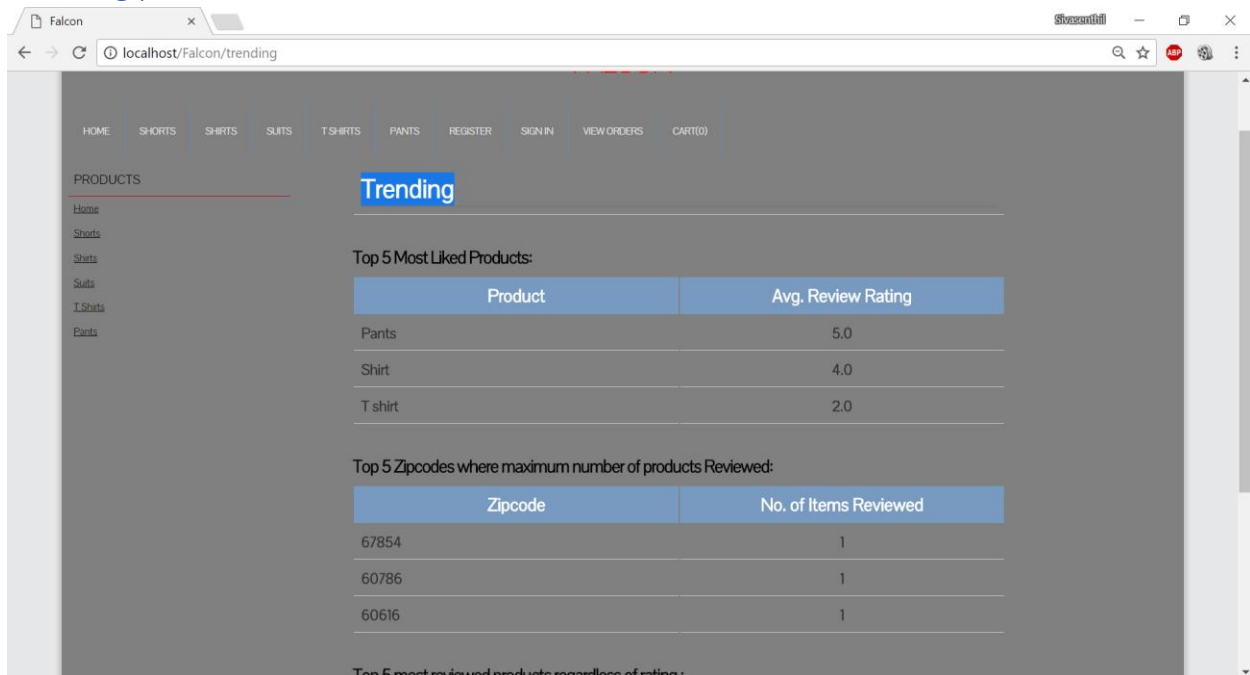 Falcon
Sivasenthil
localhost/Falcon/trending
ABP
HOME SHORTS SHIRTS SUITS T SHIRTS PANTS REGISTER SIGN IN VIEW ORDERS CART(0)
PRODUCTS
Home
Shorts
Shirts
Suits
T.Shirts
Pants
Trending
Top 5 Most Liked Products:
Product Avg. Review Rating
Pants 5.0
Shirt 4.0
T shirt 2.0
Top 5 Zipcodes where maximum number of products Reviewed:
Zipcode No. of Items Reviewed
67854 1
60786 1
60616 1
Top 5 most reviewed products regardless of rating :